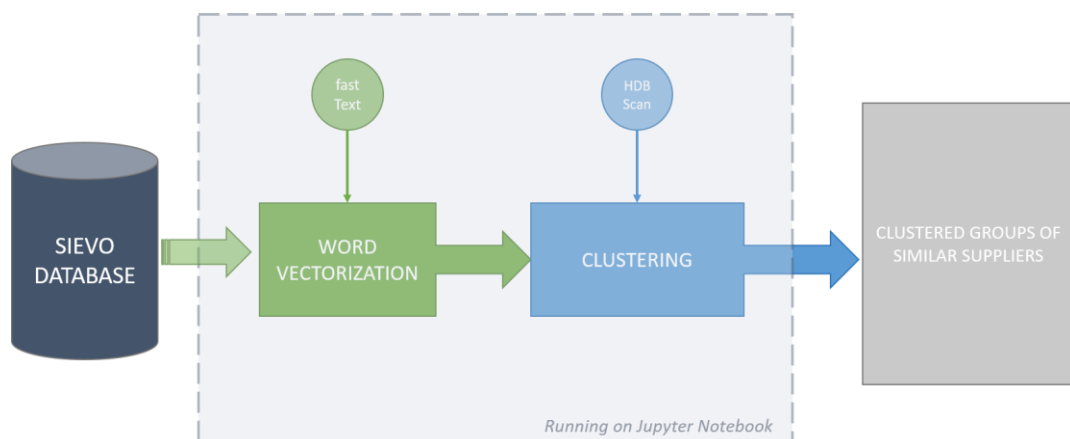 fast
Text
HDB
Scan
SIEVO
DATABASE
WORD
VECTORIZATION
CLUSTERING
CLUSTERED GROUPS OF
SIMILAR SUPPLIERS
Running on Jupyter Notebook